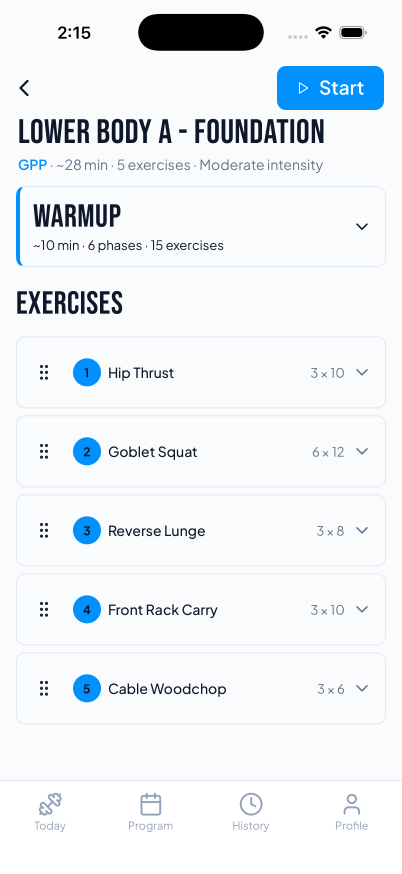 2:15
Start
LOWER BODY A - FOUNDATION
GPP · ~28 min · 5 exercises · Moderate intensity
WARMUP
~10 min · 6 phases · 15 exercises
EXERCISES
1 Hip Thrust 3 × 10
2 Goblet Squat 6 × 12
3 Reverse Lunge 3 × 8
4 Front Rack Carry 3 × 10
5 Cable Woodchop 3 × 6
Today Program History Profile